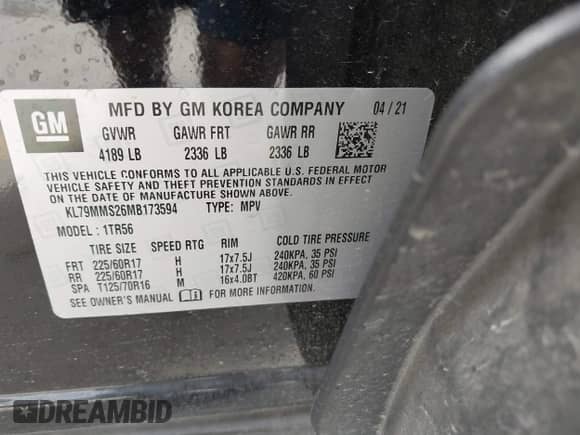 GM
MFD BY GM KOREA COMPANY 04/21
GVWR GAWR FRT GAWR RR
4189 LB 2336 LB 2336 LB
THIS VEHICLE CONFORMS TO ALL APPLICABLE U.S. FEDERAL MOTOR
VEHICLE SAFETY AND THEFT PREVENTION STANDARDS IN EFFECT
ON THE DATE OF MANUFACTURE SHOWN ABOVE.
KL79MMS26MB173594 TYPE: MPV
MODEL: 1TR56
TIRE SIZE SPEED RTG RIM COLD TIRE PRESSURE
FRT 225/60R17 H 17x7.5J 240KPA, 35 PSI
RR 225/60R17 H 17x7.5J 240KPA, 35 PSI
SPA T125/70R16 M 16x4.0BT 420KPA, 60 PSI
SEE OWNER'S MANUAL FOR MORE INFORMATION.
DREAMBID